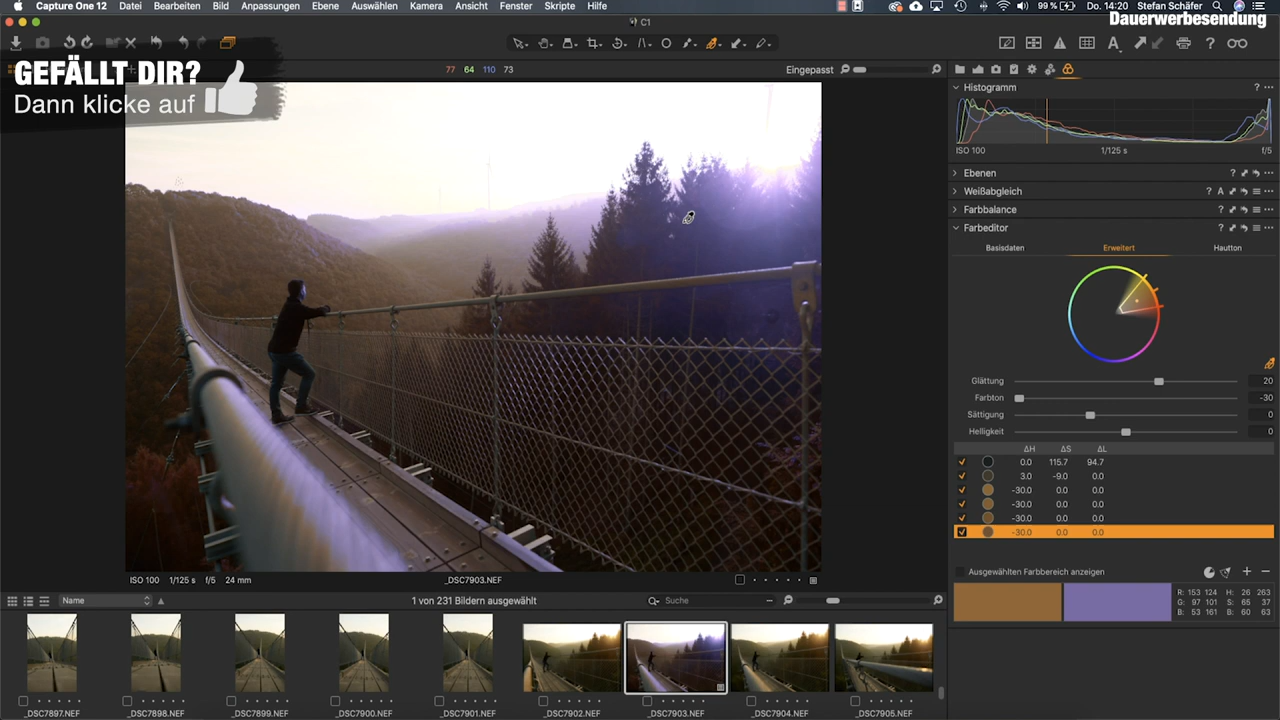 Capture One 12 Datei Bearbeiten Bild Anpassungen Ebene Auswählen Kamera Ansicht Fenster Skripte Hilfe
99 % Do. 14:20 Stefan Schäfer
C1
Dauerwerbesendung
GEFÄLLT DIR?
Dann klicke auf
77 64 110 73
Eingepasst
Histogramm
ISO 100 1/125 s f/5
Ebenen
Weißabgleich
Farbbalance
Farbeditor
Basisdaten Erweitert Hautton
Glättung 20
Farbton -30
Sättigung 0
Helligkeit 0
ΔH ΔS ΔL
0.0 115.7 94.7
3.0 -9.0 0.0
-30.0 0.0 0.0
-30.0 0.0 0.0
-30.0 0.0 0.0
-30.0 0.0 0.0
Ausgewählten Farbbereich anzeigen
R: 153 124 H: 26 263
G: 97 101 S: 65 37
B: 53 161 B: 60 63
ISO 100 1/125 s f/5 24 mm
_DSC7903.NEF
Name
1 von 231 Bildern ausgewählt
Suche
_DSC7897.NEF _DSC7898.NEF _DSC7899.NEF _DSC7900.NEF _DSC7901.NEF _DSC7902.NEF _DSC7903.NEF _DSC7904.NEF _DSC7905.NEF